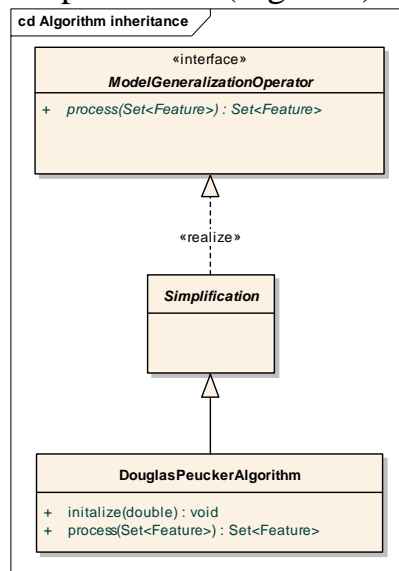 cd Algorithm inheritance
«interface»
ModelGeneralizationOperator
+ process(Set<Feature>) : Set<Feature>
«realize»
Simplification
DouglasPeuckerAlgorithm
+ initalize(double) : void
+ process(Set<Feature>) : Set<Feature>